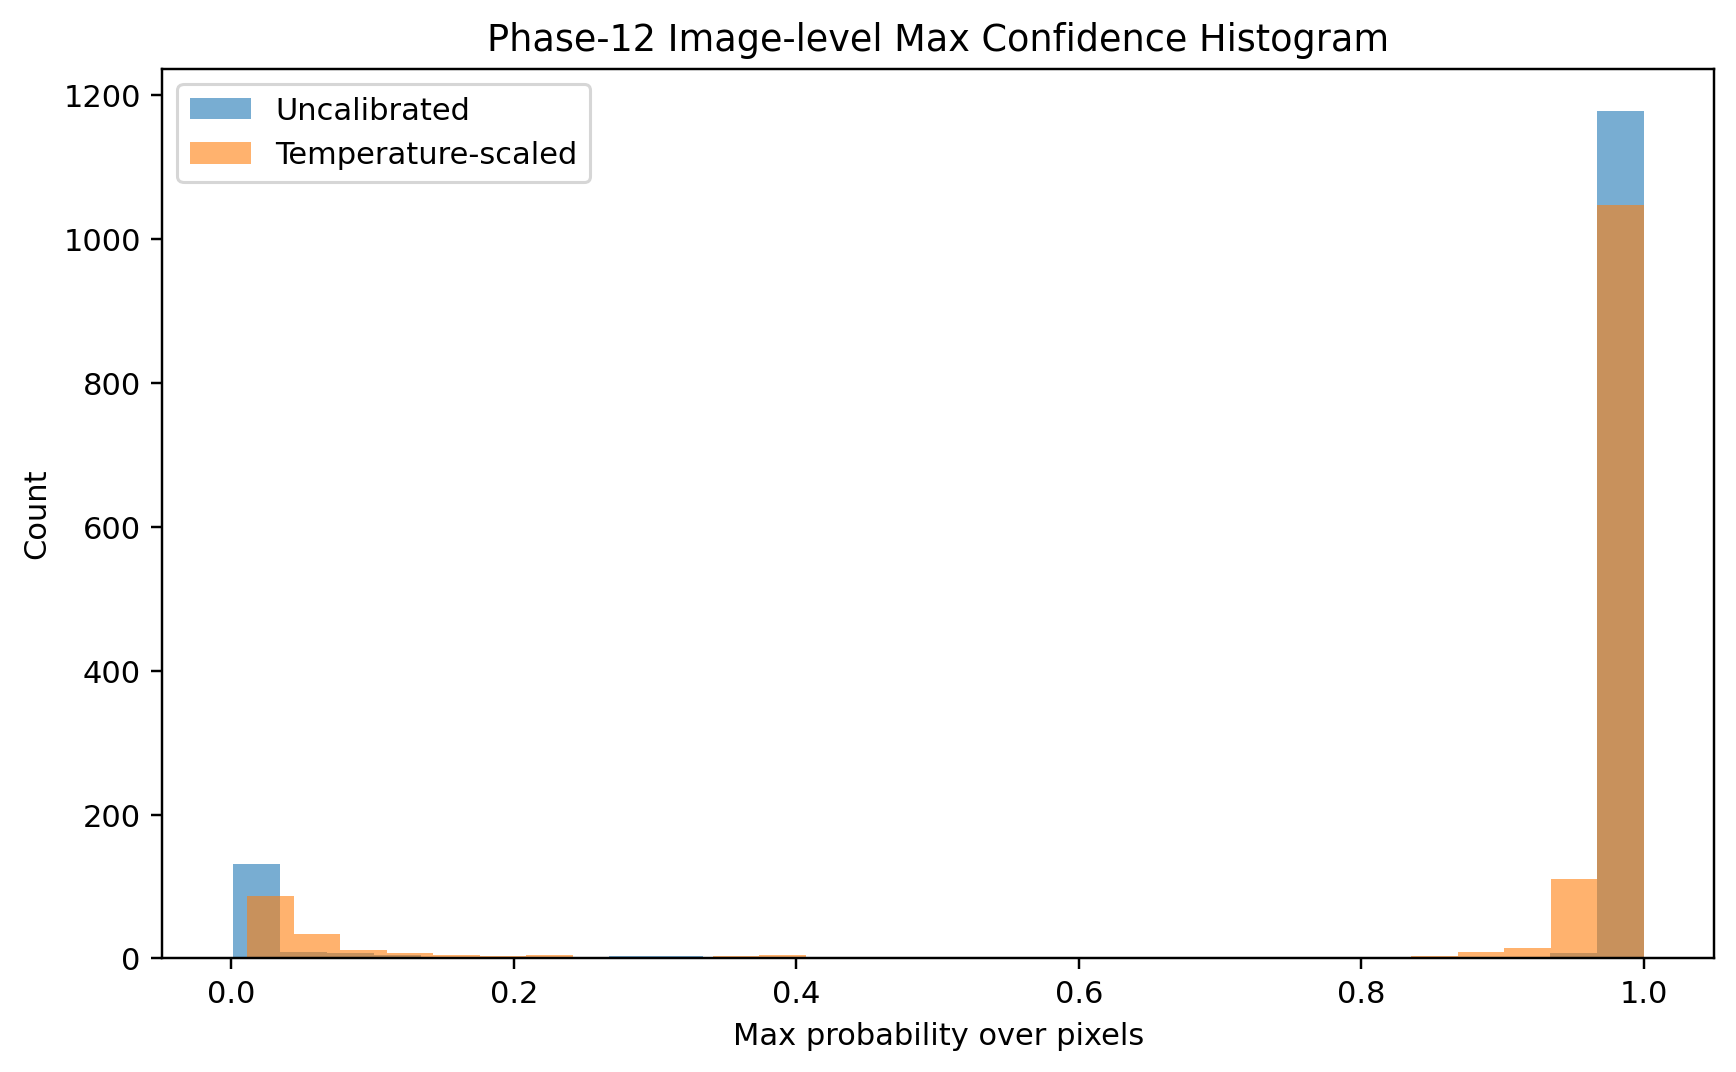 Phase-12 Image-level Max Confidence Histogram
Uncalibrated
Temperature-scaled
1200
1000
800
600
400
200
0
Count
0.0 0.2 0.4 0.6 0.8 1.0
Max probability over pixels